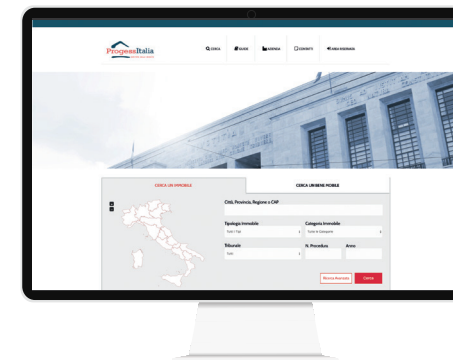 ProgessItalia
CERCA
GUIDE
AZIENDA
CONTATTI
AREA RISERVATA
CERCA UN IMMOBILE
CERCA UN BENE MOBILE
Città, Provincia, Regione o CAP
Tipologia Immobile
Categoria Immobile
Tutti i Tipi
Tutte le Categorie
Tribunale
N. Procedura
Anno
Tutti
Ricerca Avanzata
Cerca